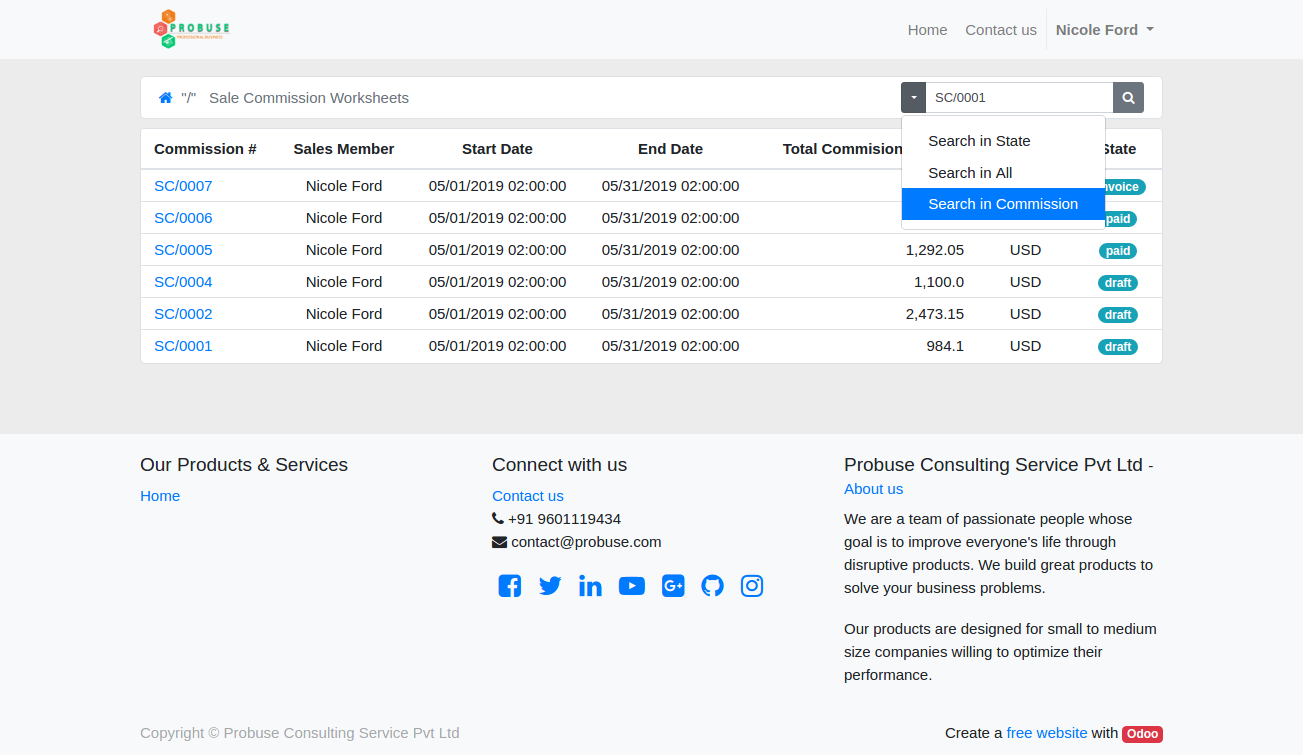 PROBUSE
PROFESSIONAL BUSINESS
Home Contact us Nicole Ford
"/" Sale Commission Worksheets SC/0001
Search in State
Search in All
Search in Commission
Commission # Sales Member Start Date End Date Total Commision State
SC/0007 Nicole Ford 05/01/2019 02:00:00 05/31/2019 02:00:00 nvoice
SC/0006 Nicole Ford 05/01/2019 02:00:00 05/31/2019 02:00:00 paid
SC/0005 Nicole Ford 05/01/2019 02:00:00 05/31/2019 02:00:00 1,292.05 USD paid
SC/0004 Nicole Ford 05/01/2019 02:00:00 05/31/2019 02:00:00 1,100.0 USD draft
SC/0002 Nicole Ford 05/01/2019 02:00:00 05/31/2019 02:00:00 2,473.15 USD draft
SC/0001 Nicole Ford 05/01/2019 02:00:00 05/31/2019 02:00:00 984.1 USD draft
Our Products & Services
Home
Connect with us
Contact us
+91 9601119434
contact@probuse.com
Probuse Consulting Service Pvt Ltd -
About us
We are a team of passionate people whose
goal is to improve everyone's life through
disruptive products. We build great products to
solve your business problems.
Our products are designed for small to medium
size companies willing to optimize their
performance.
Copyright © Probuse Consulting Service Pvt Ltd
Create a free website with Odoo